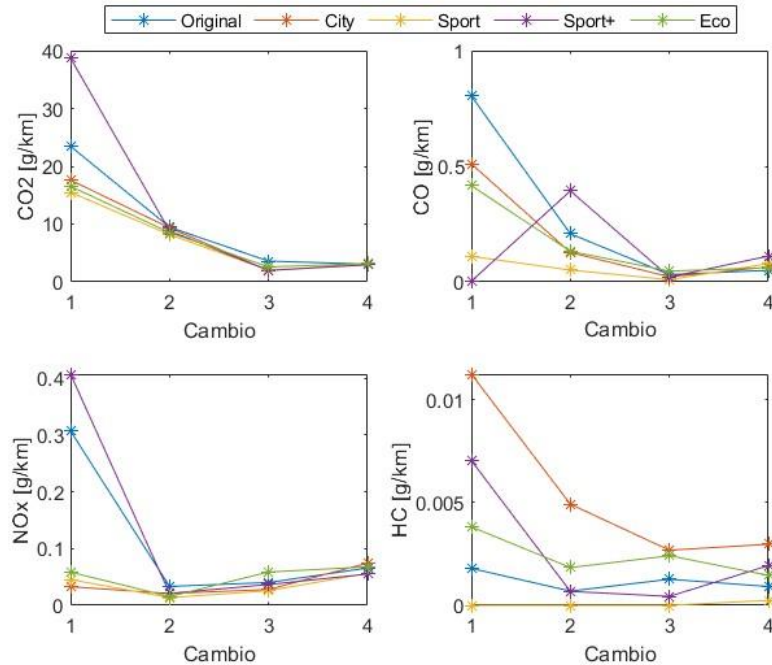 Original City Sport Sport+ Eco
40
30
20
10
0
CO2 [g/km]
1 2 3 4
Cambio
1
0.5
0
CO [g/km]
1 2 3 4
Cambio
0.4
0.3
0.2
0.1
0
NOx [g/km]
1 2 3 4
Cambio
0.01
0.005
0
HC [g/km]
1 2 3 4
Cambio